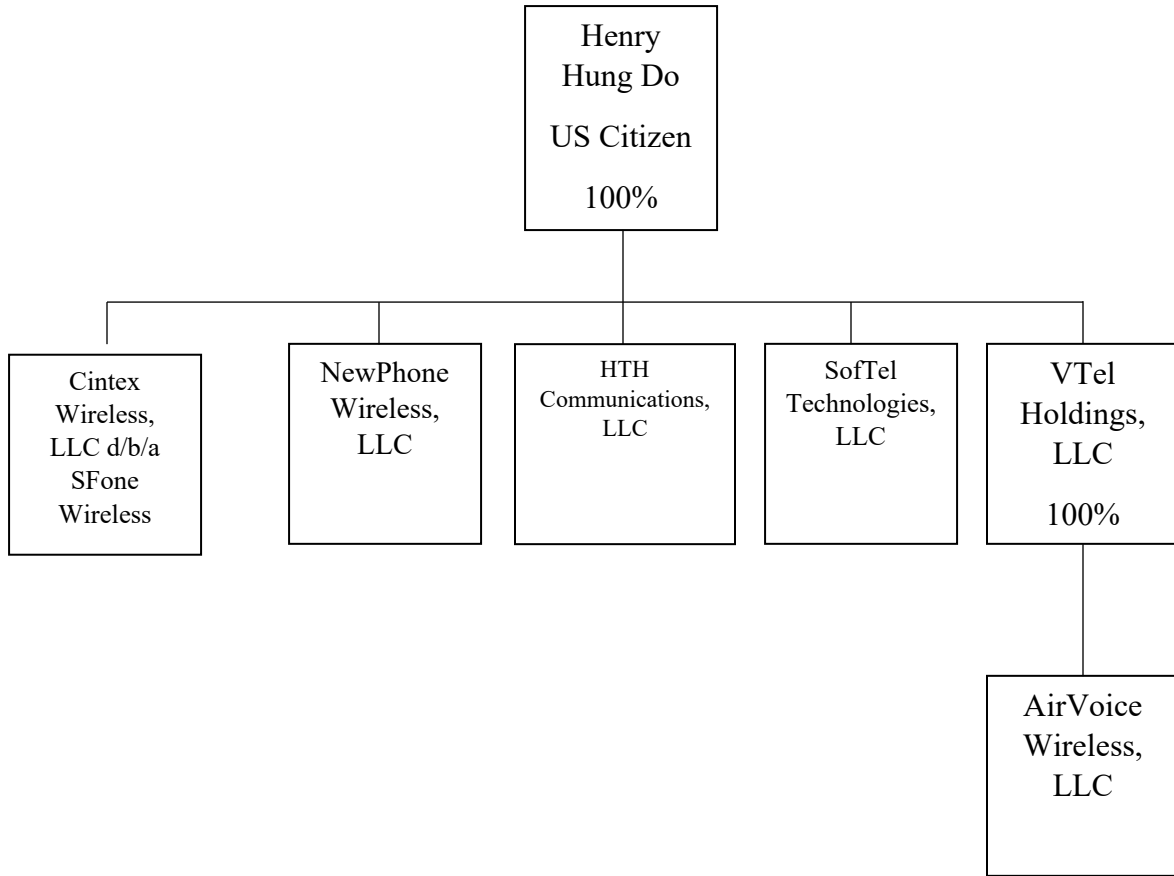 Henry
Hung Do
US Citizen
100%
Cintex
Wireless,
LLC d/b/a
SFone
Wireless
NewPhone
Wireless,
LLC
HTH
Communications,
LLC
SofTel
Technologies,
LLC
VTel
Holdings,
LLC
100%
AirVoice
Wireless,
LLC